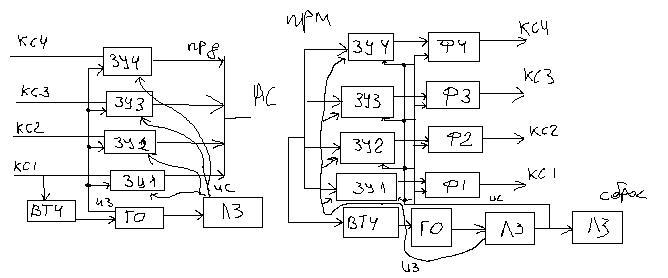 КС4
ЗУ4
прд
КС3
ЗУ3
АС
КС2
ЗУ2
КС1
ЗУ1
ис
ВТЧ
из
ГО
ЛЗ
ПРМ
ЗУ4
Ф4
КС4
ЗУ3
Ф3
КС3
ЗУ2
Ф2
КС2
ЗУ1
Ф1
КС1
ис
сброс
ВТЧ
ГО
ЛЗ
ЛЗ
из